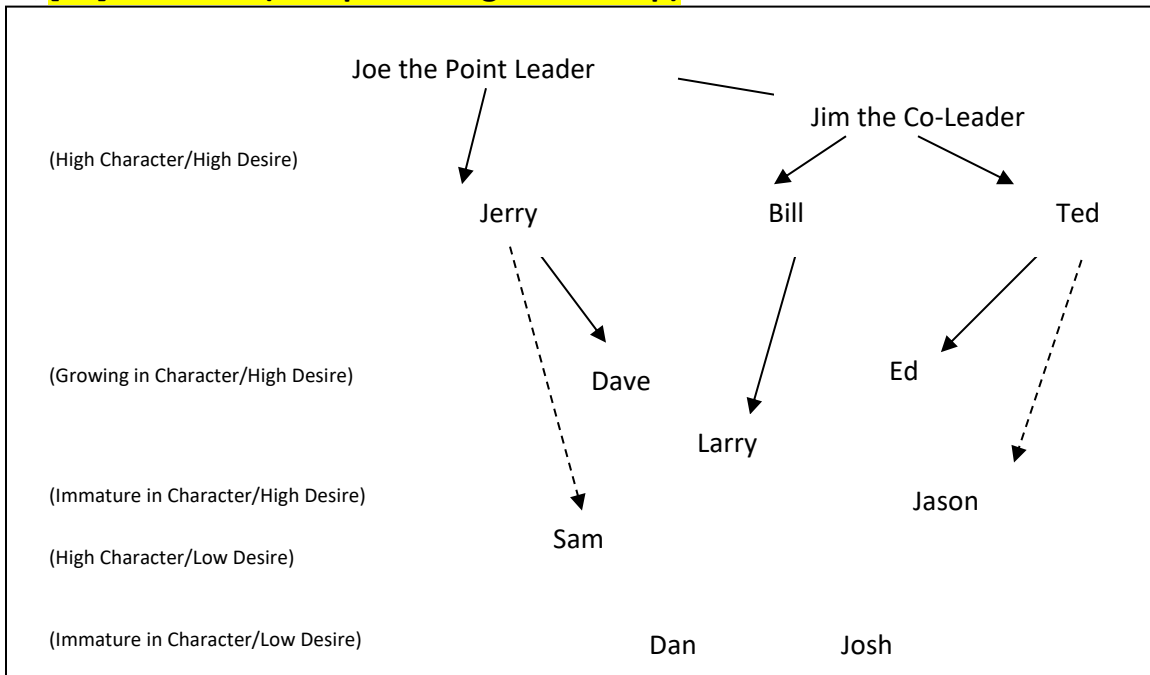 Joe the Point Leader
Jim the Co-Leader
(High Character/High Desire)
Jerry Bill Ted
(Growing in Character/High Desire)
Dave
Ed
Larry
(Immature in Character/High Desire)
Jason
Sam
(High Character/Low Desire)
(Immature in Character/Low Desire)
Dan Josh